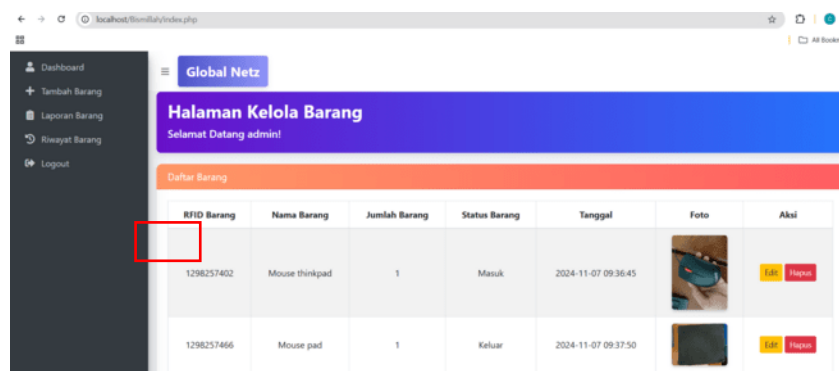 localhost/Bismillah/index.php
All Bookm
Dashboard
Tambah Barang
Laporan Barang
Riwayat Barang
Logout
Global Netz
Halaman Kelola Barang
Selamat Datang admin!
Daftar Barang
RFID Barang Nama Barang Jumlah Barang Status Barang Tanggal Foto Aksi
1298257402 Mouse thinkpad 1 Masuk 2024-11-07 09:36:45 Edit Hapus
1298257466 Mouse pad 1 Keluar 2024-11-07 09:37:50 Edit Hapus